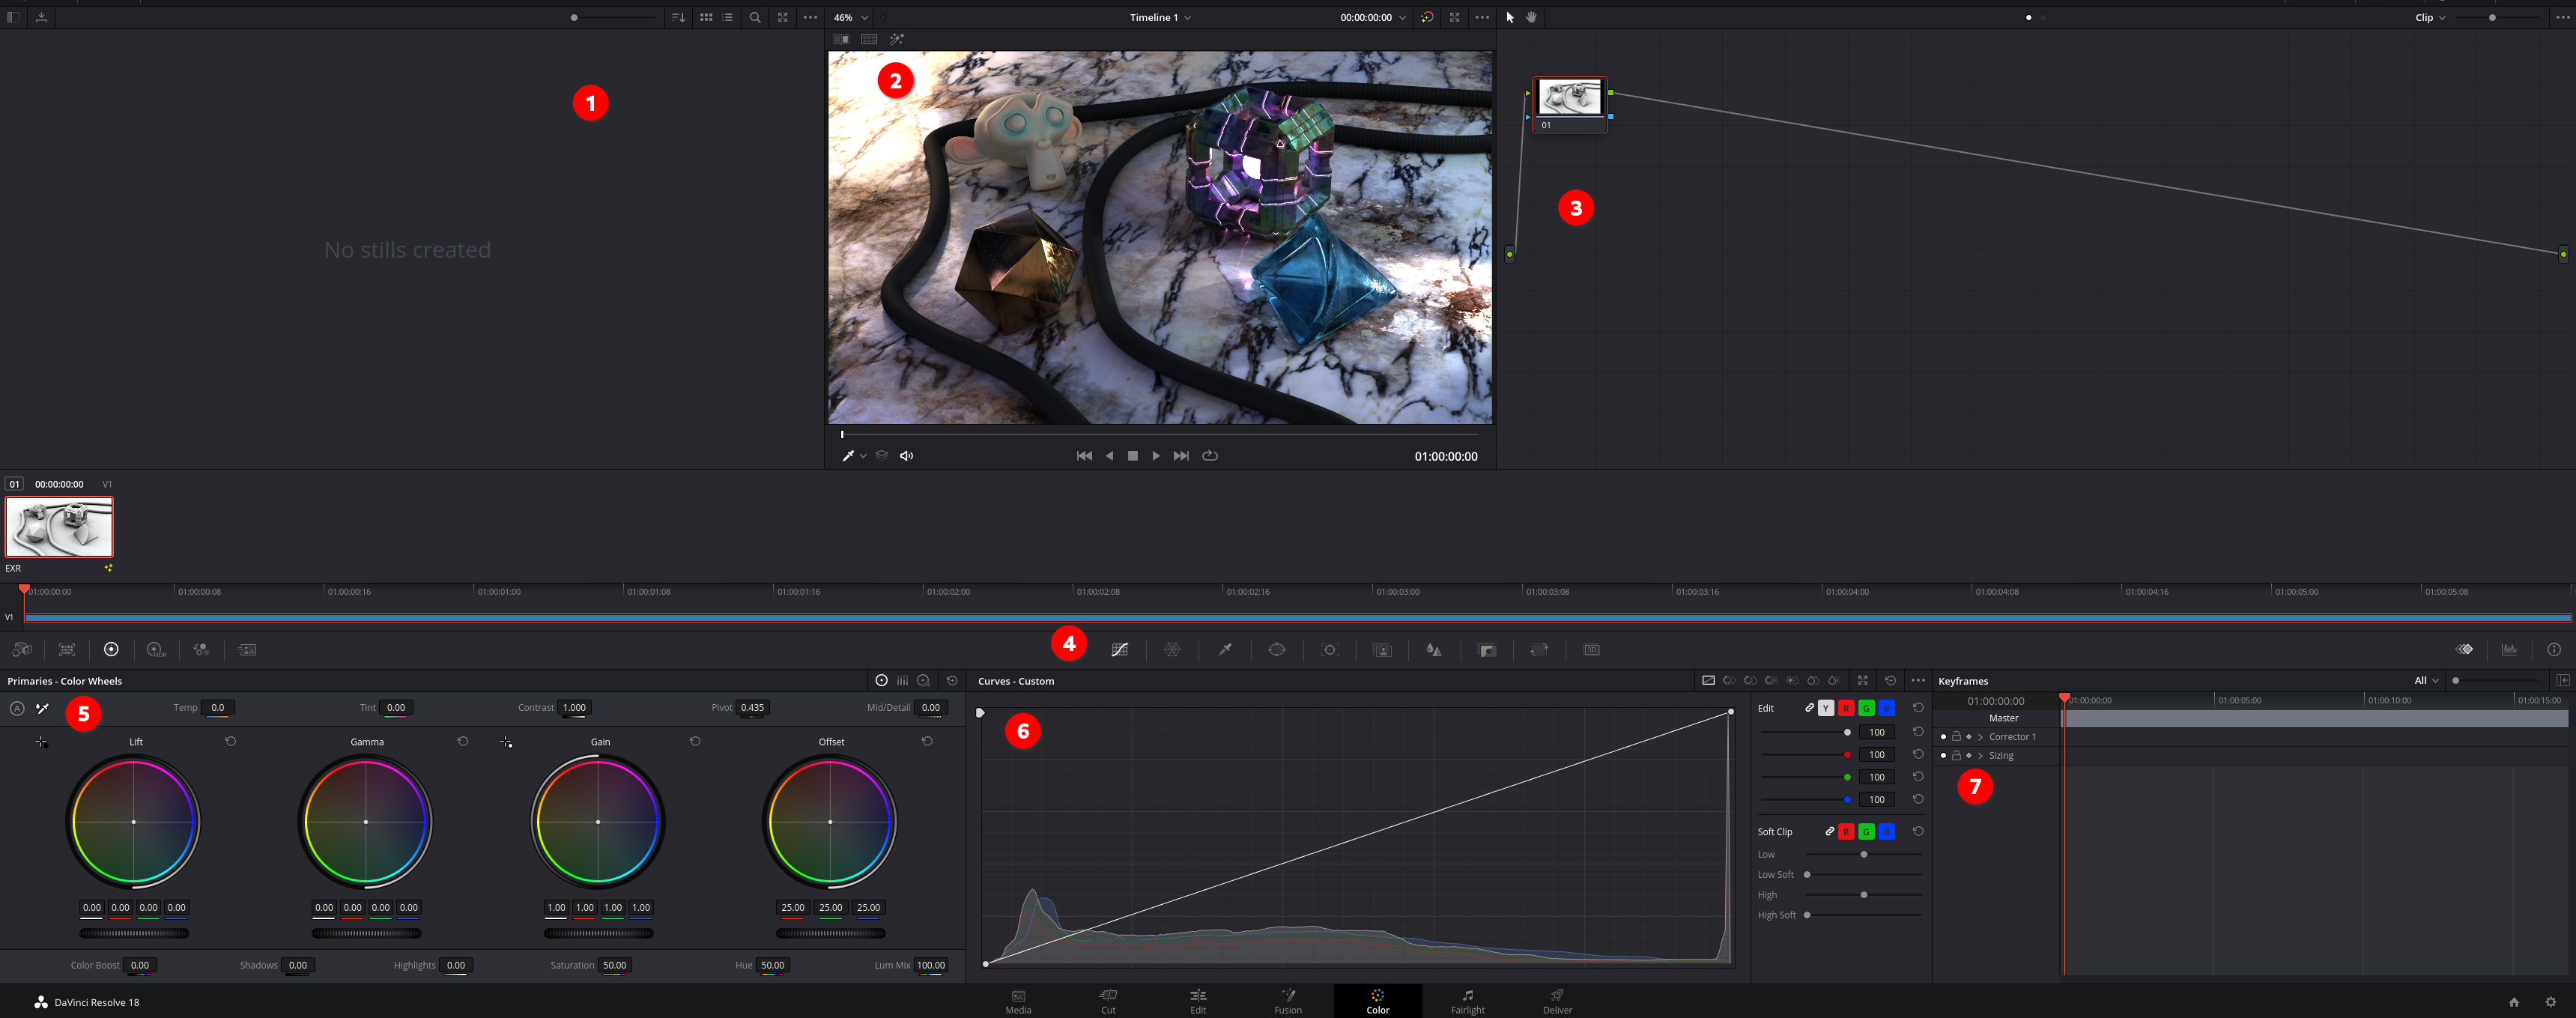 46%
Timeline 1
00:00:00:00
Clip
1
2
3
No stills created
01
01:00:00:00
01 00:00:00:00 V1
EXR
01:00:00:00 01:00:00:08 01:00:00:16 01:00:01:00 01:00:01:08 01:00:01:16 01:00:02:00 01:00:02:08 01:00:02:16 01:00:03:00 01:00:03:08 01:00:03:16 01:00:04:00 01:00:04:08 01:00:04:16 01:00:05:00 01:00:05:08
V1
4
HDR
3D
Primaries - Color Wheels
Curves - Custom
Keyframes
All
A
5
Temp 0.0
Tint 0.00
Contrast 1.000
Pivot 0.435
Mid/Detail 0.00
Lift
Gamma
Gain
Offset
0.00 0.00 0.00 0.00
0.00 0.00 0.00 0.00
1.00 1.00 1.00 1.00
25.00 25.00 25.00
Color Boost 0.00
Shadows 0.00
Highlights 0.00
Saturation 50.00
Hue 50.00
Lum Mix 100.00
6
Edit Y R G B
100
100
100
100
Soft Clip R G B
Low
Low Soft
High
High Soft
01:00:00:00
01:00:00:00 01:00:05:00 01:00:10:00 01:00:15:00
Master
Corrector 1
Sizing
7
DaVinci Resolve 18
Media
Cut
Edit
Fusion
Color
Fairlight
Deliver